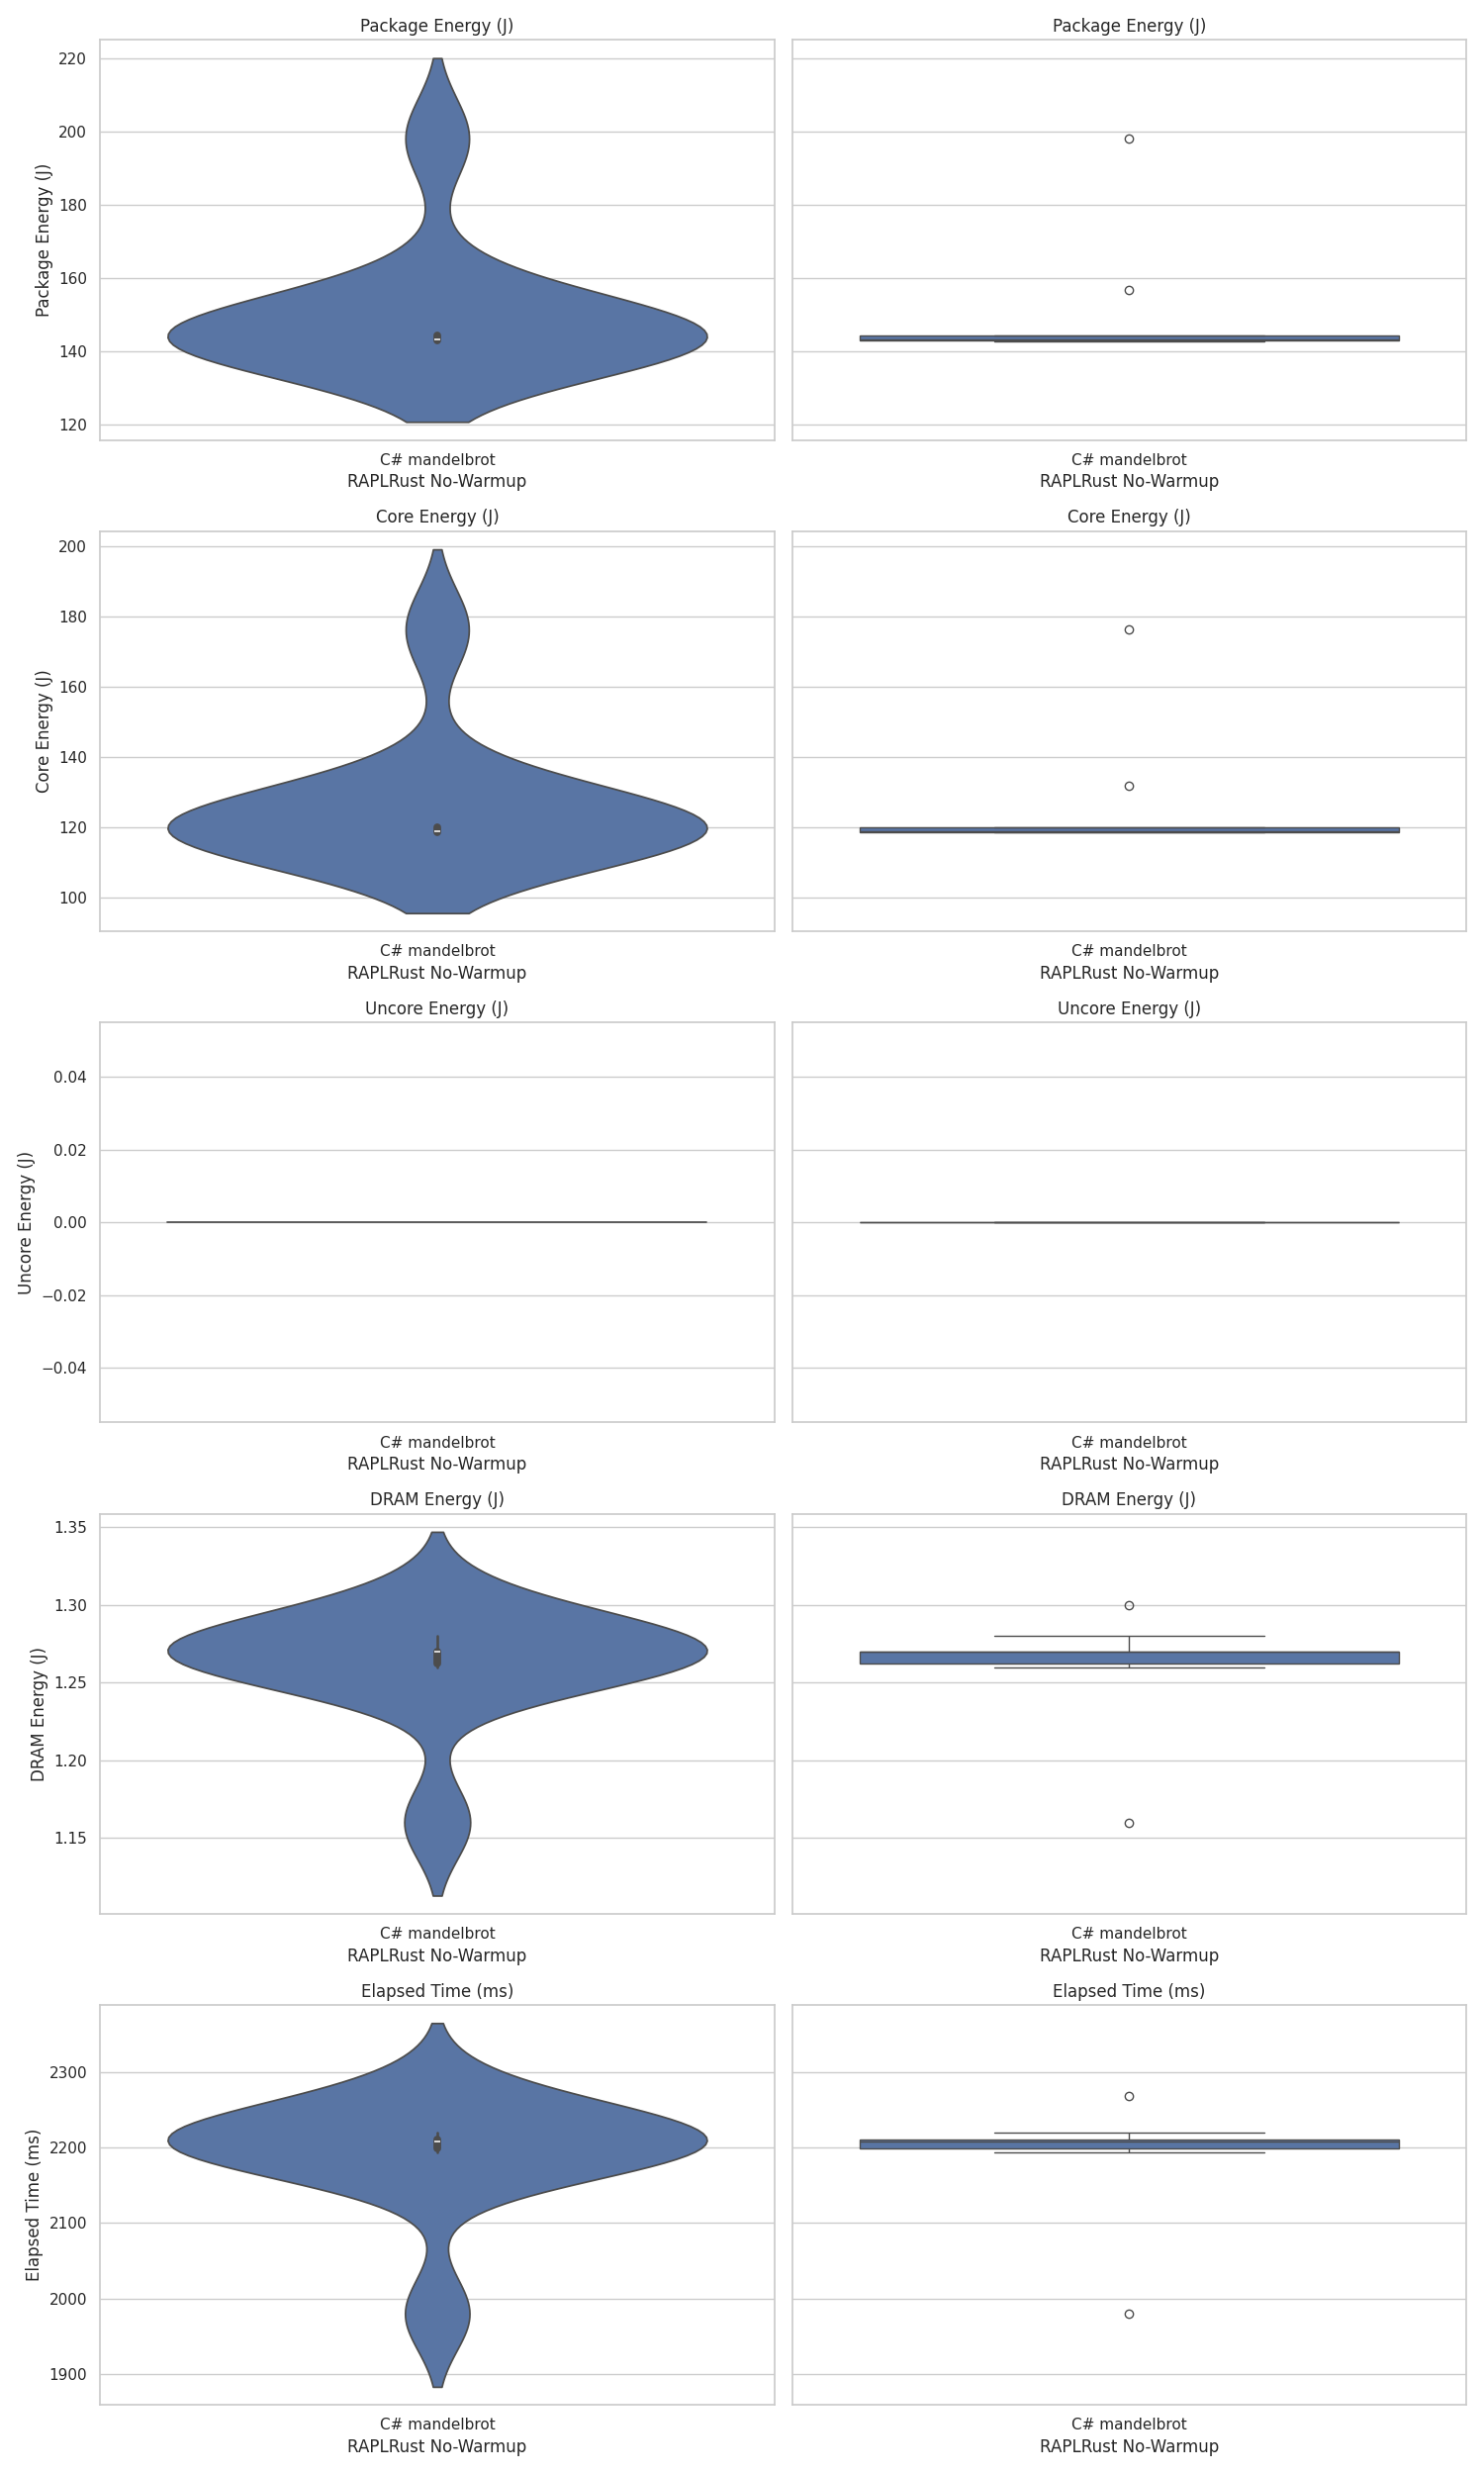 Package Energy (J)
Package Energy (J)
Package Energy (J)
220
200
180
160
140
120
C# mandelbrot
C# mandelbrot
RAPLRust No-Warmup
RAPLRust No-Warmup
Core Energy (J)
Core Energy (J)
Core Energy (J)
200
180
160
140
120
100
C# mandelbrot
C# mandelbrot
RAPLRust No-Warmup
RAPLRust No-Warmup
Uncore Energy (J)
Uncore Energy (J)
Uncore Energy (J)
0.04
0.02
0.00
−0.02
−0.04
C# mandelbrot
C# mandelbrot
RAPLRust No-Warmup
RAPLRust No-Warmup
DRAM Energy (J)
DRAM Energy (J)
DRAM Energy (J)
1.35
1.30
1.25
1.20
1.15
C# mandelbrot
C# mandelbrot
RAPLRust No-Warmup
RAPLRust No-Warmup
Elapsed Time (ms)
Elapsed Time (ms)
Elapsed Time (ms)
2300
2200
2100
2000
1900
C# mandelbrot
C# mandelbrot
RAPLRust No-Warmup
RAPLRust No-Warmup